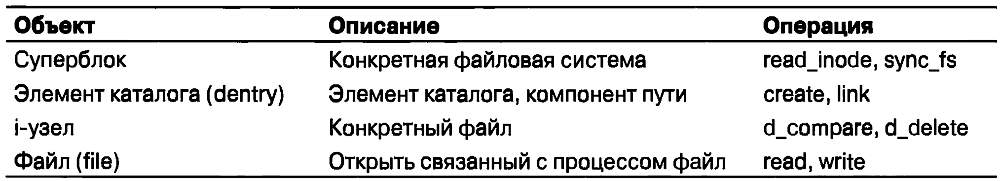 Объект Описание Операция
Суперблок Конкретная файловая система read_inode, sync_fs
Элемент каталога (dentry) Элемент каталога, компонент пути create, link
i-узел Конкретный файл d_compare, d_delete
Файл (file) Открыть связанный с процессом файл read, write